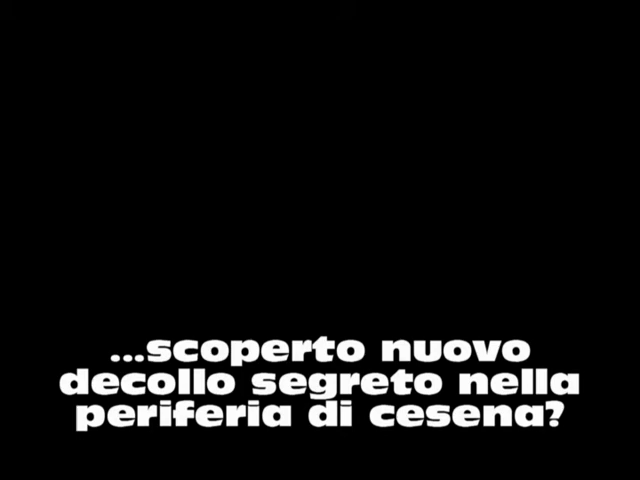 ...scoperto nuovo
decollo segreto nella
periferia di cesena?